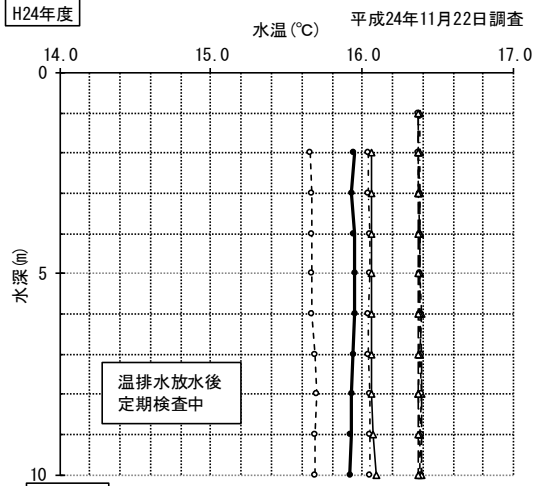 H24年度
平成24年11月22日調査
水温(℃)
14.0 15.0 16.0 17.0
0
5
10
水深(m)
温排水放水後
定期検査中